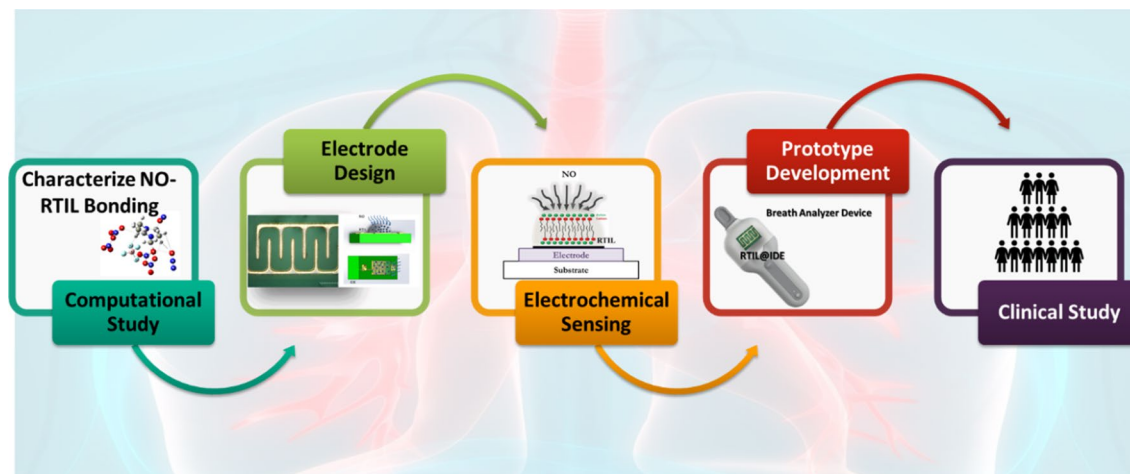 Characterize NO-
RTIL Bonding
Computational
Study
Electrode
Design
NO
RTIL
Electrode
Substrate
Electrochemical
Sensing
Prototype
Development
Breath Analyzer Device
RTIL@IDE
Clinical Study